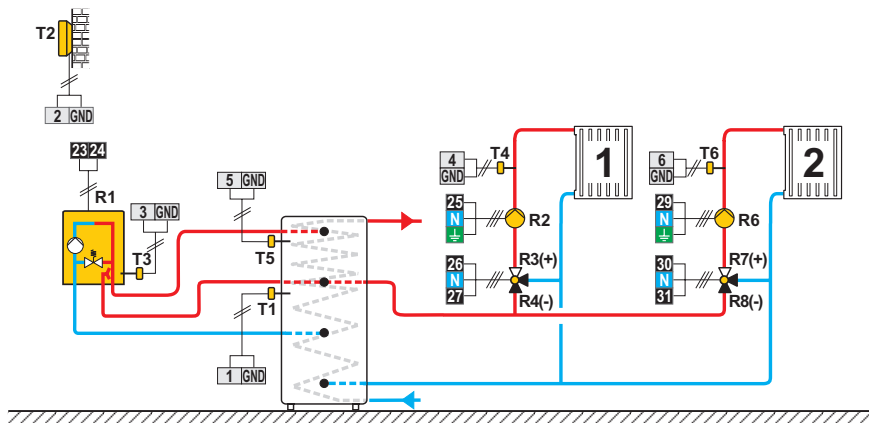 T2
2 GND
23 24
R1
3 GND
T3
5 GND
T5
T1
1 GND
4
GND
T4
1
25
N
R2
26
N
27
R3(+)
R4(-)
6
GND
T6
2
29
N
R6
30
N
31
R7(+)
R8(-)